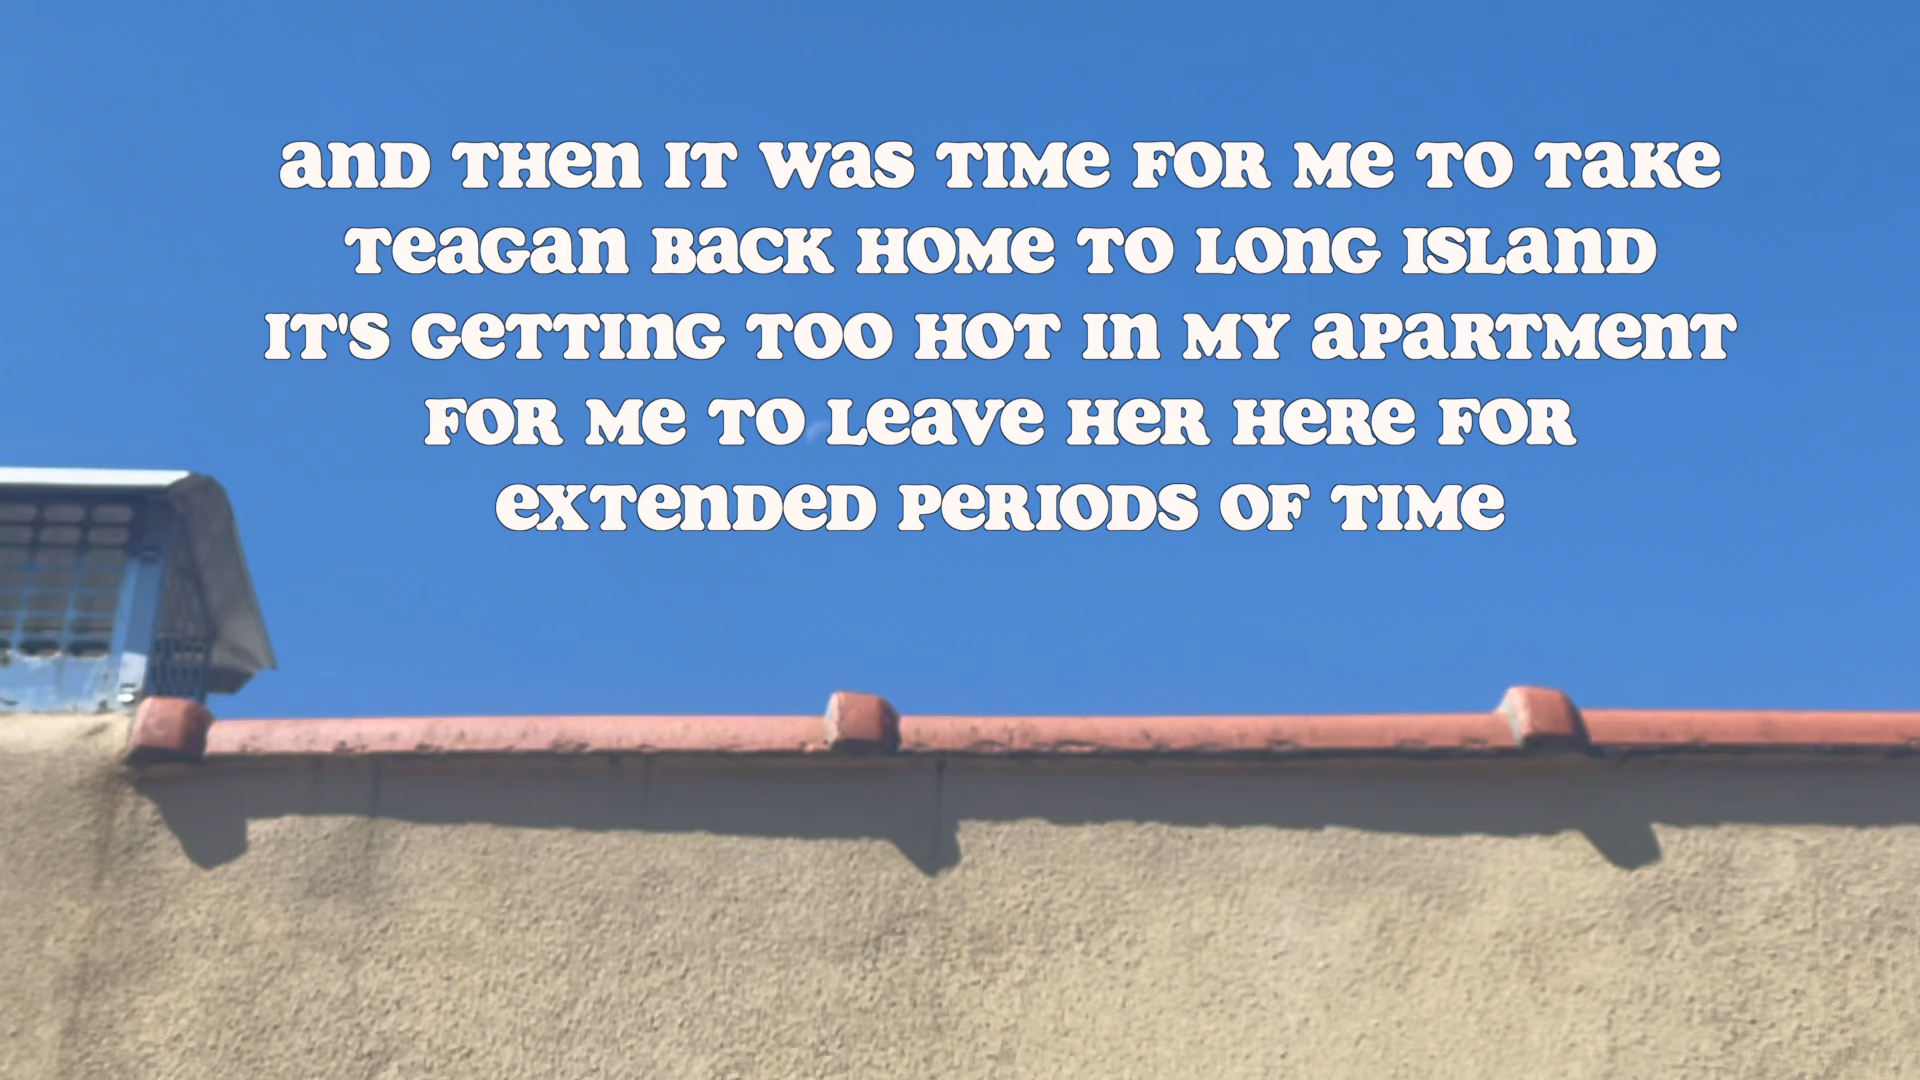 and then it was time for me to take
teagan back home to long island
it's getting too hot in my apartment
for me to leave her here for
extended periods of time